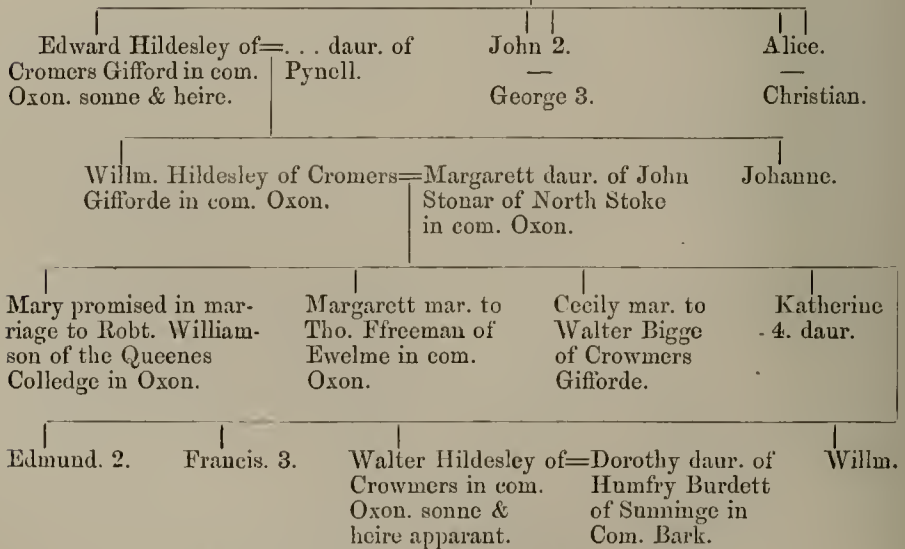 Edward Hildesley of=. . . daur. of
Cromers Gifford in com. Pynell.
Oxon. sonne & heire.
John 2.
—
George 3.
Alice.
—
Christian.
Willm. Hildesley of Cromers=Margarett daur. of John
Gifforde in com. Oxon. Stonar of North Stoke
in com. Oxon.
Johanne.
Mary promised in mar-
riage to Robt. William-
son of the Queenes
Colledge in Oxon.
Margarett mar. to
Tho. Ffreeman of
Ewelme in com.
Oxon.
Cecily mar. to
Walter Bigge
of Crowmers
Gifforde.
Katherine
4. daur.
Edmund. 2.
Francis. 3.
Walter Hildesley of=Dorothy daur. of
Crowmers in com. Humfry Burdett
Oxon. sonne & of Sunninge in
heire apparant. Com. Bark.
Willm.